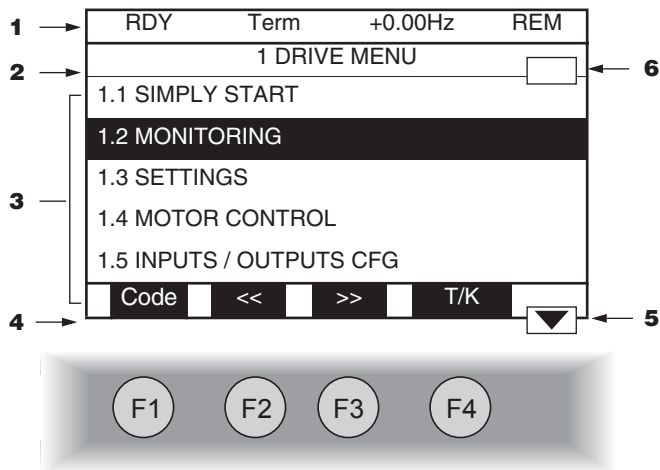 1 RDY Term +0.00Hz REM
1 DRIVE MENU
2 6
1.1 SIMPLY START
1.2 MONITORING
1.3 SETTINGS
3
1.4 MOTOR CONTROL
1.5 INPUTS / OUTPUTS CFG
Code << >> T/K
4 5
F1 F2 F3 F4